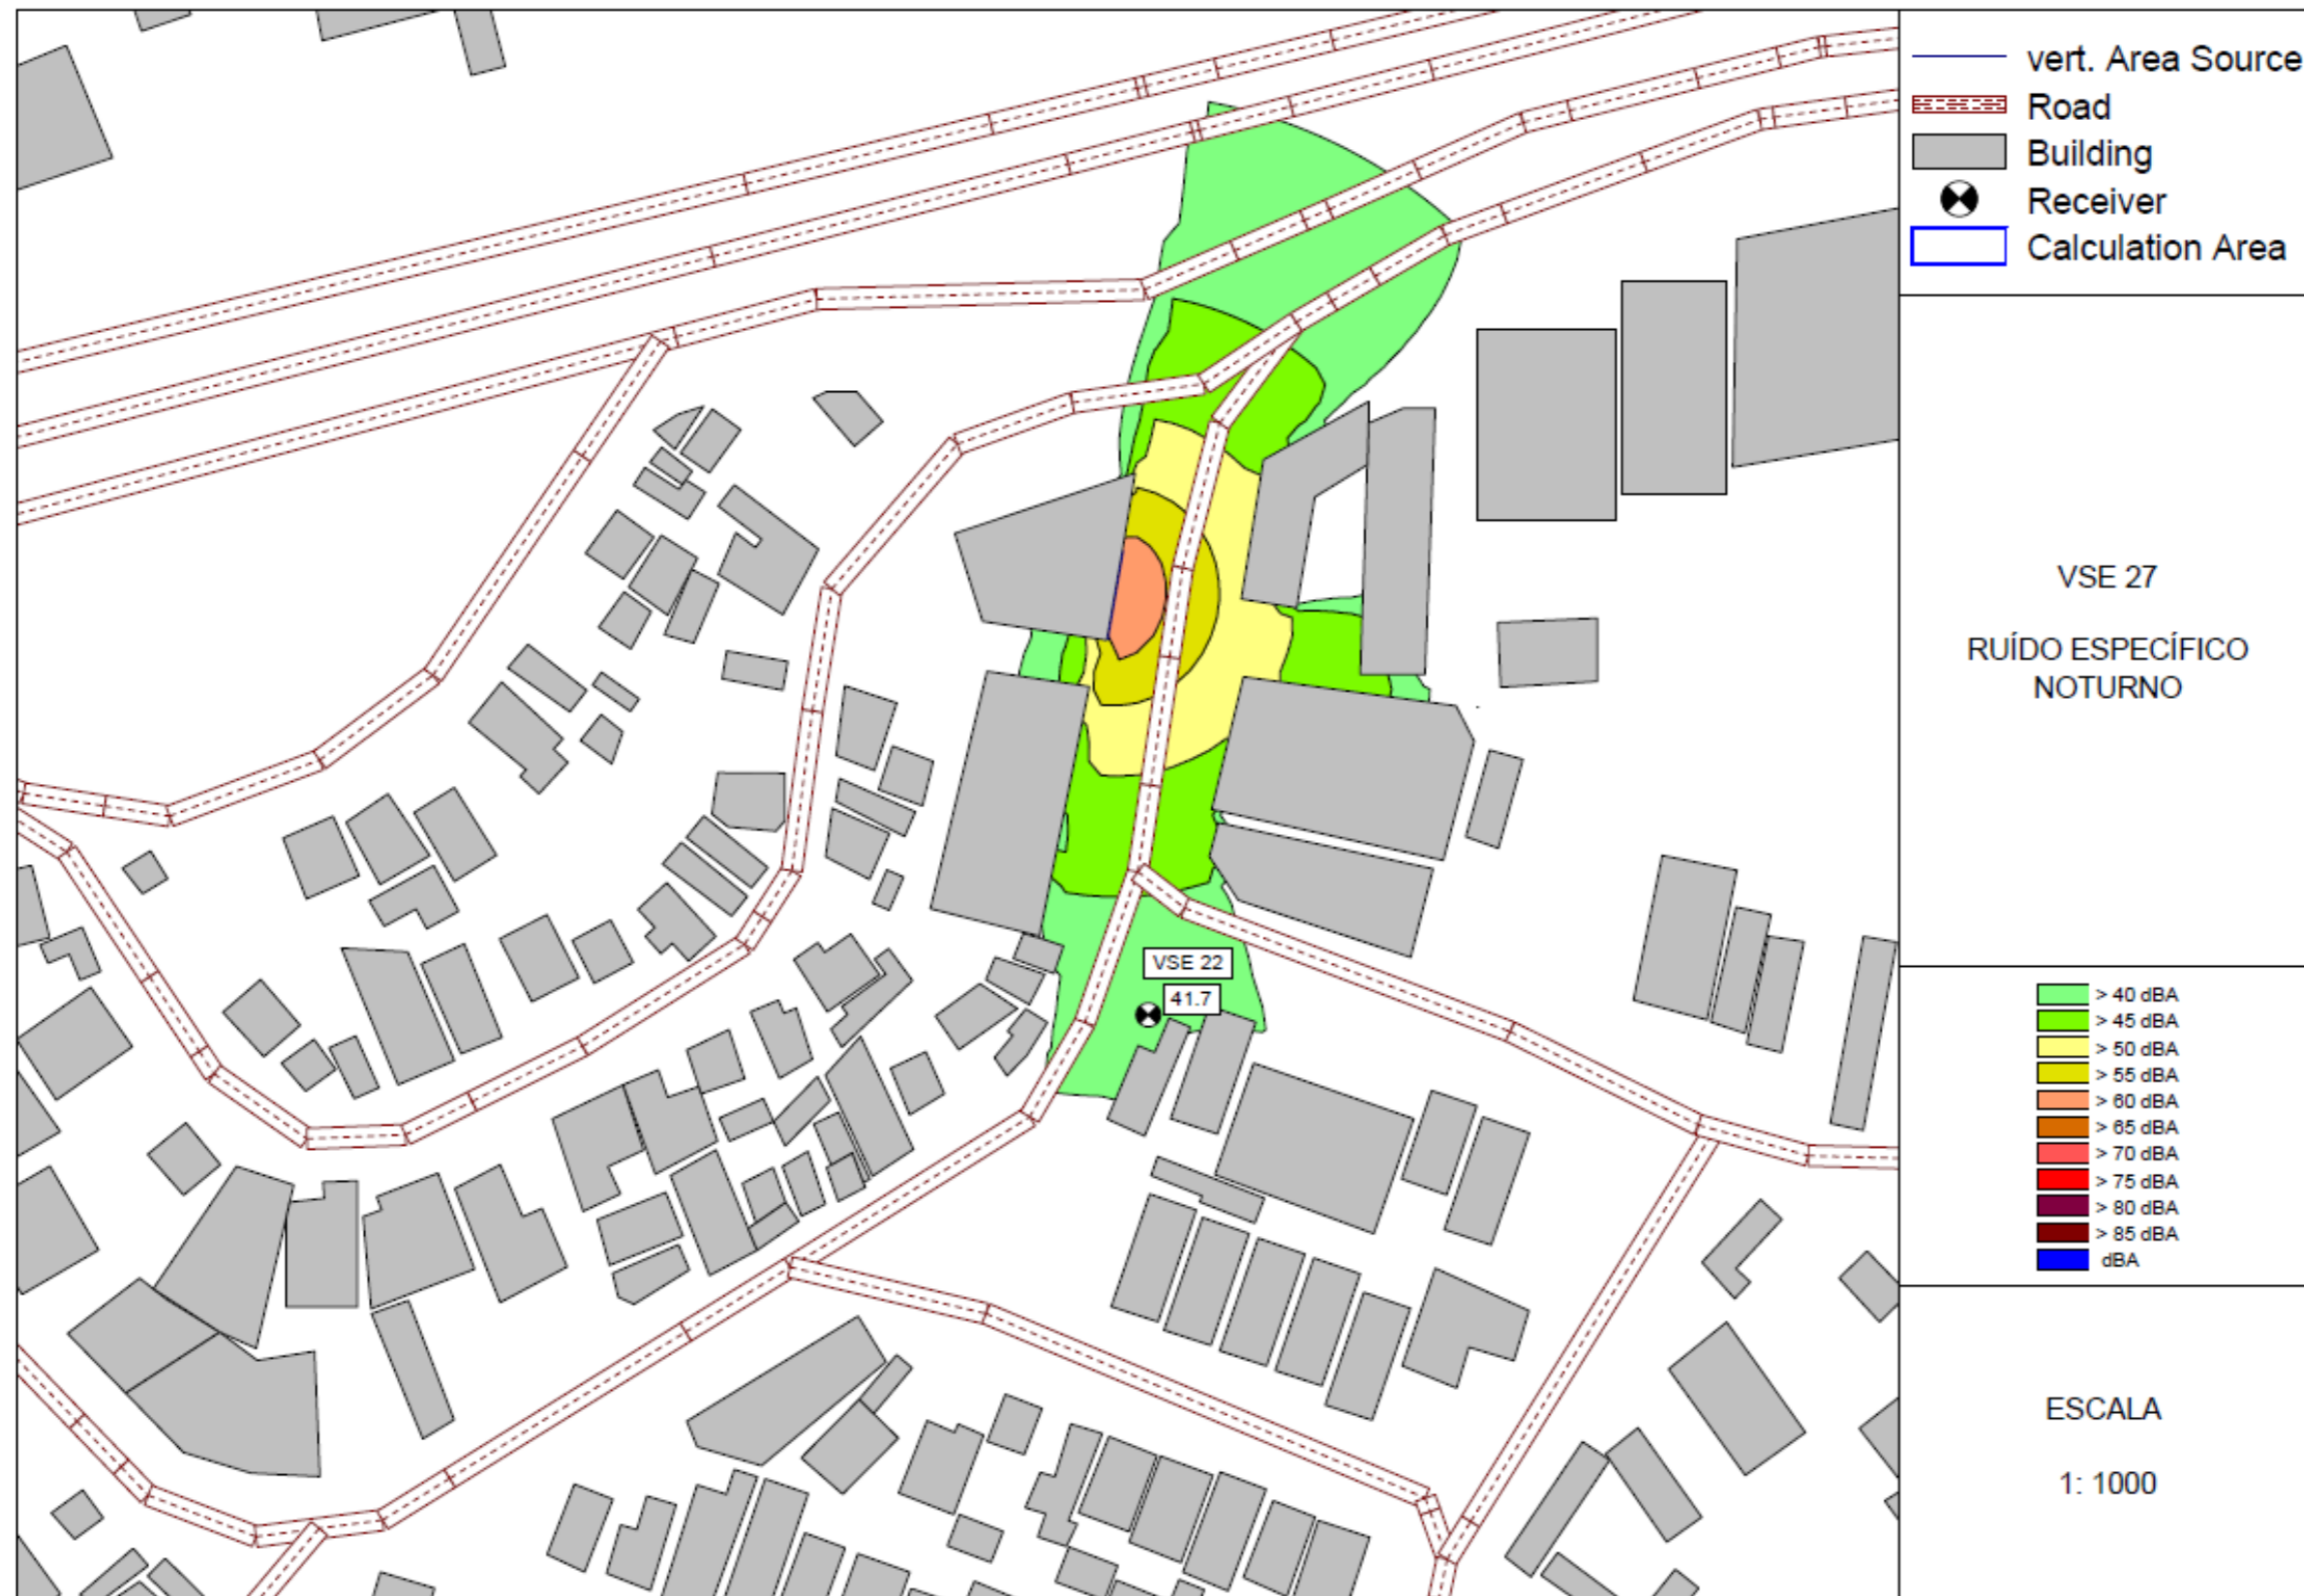 vert. Area Source
Road
Building
Receiver
Calculation Area
VSE 27
RUÍDO ESPECÍFICO
NOTURNO
VSE 22
41.7
> 40 dBA
> 45 dBA
> 50 dBA
> 55 dBA
> 60 dBA
> 65 dBA
> 70 dBA
> 75 dBA
> 80 dBA
> 85 dBA
dBA
ESCALA
1: 1000